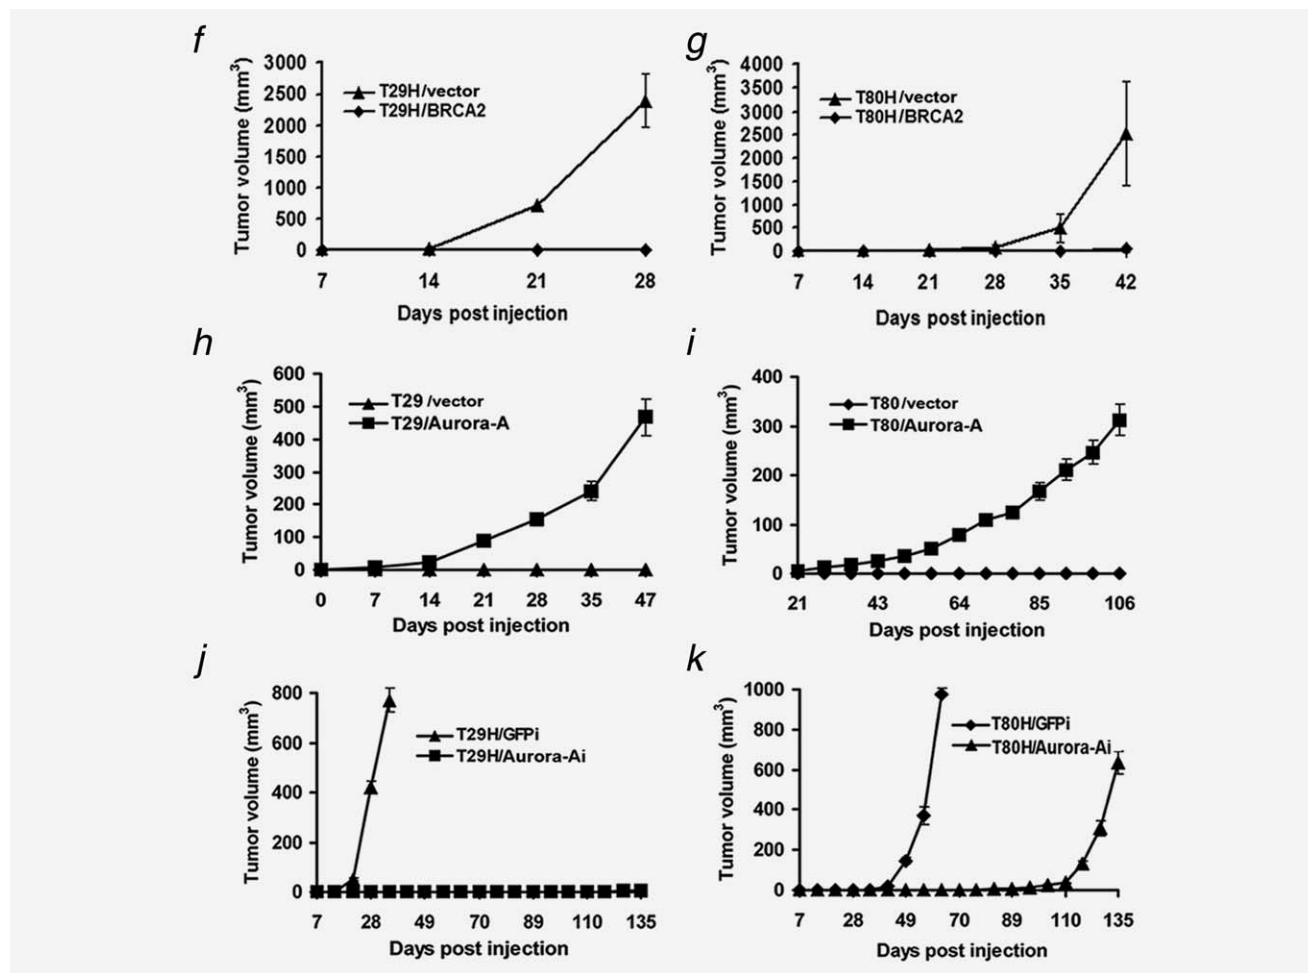 f
Tumor volume (mm3)
3000
2500
2000
1500
1000
500
0
T29H/vector
T29H/BRCA2
7 14 21 28
Days post injection
g
Tumor volume (mm3)
4000
3500
3000
2500
2000
1500
1000
500
0
T80H/vector
T80H/BRCA2
7 14 21 28 35 42
Days post injection
h
Tumor volume (mm3)
600
500
400
300
200
100
0
T29/vector
T29/Aurora-A
0 7 14 21 28 35 47
Days post injection
i
Tumor volume (mm3)
400
300
200
100
0
T80/vector
T80/Aurora-A
21 43 64 85 106
Days post injection
j
Tumor volume (mm3)
800
600
400
200
0
T29H/GFPi
T29H/Aurora-Ai
7 28 49 70 89 110 135
Days post injection
k
Tumor volume (mm3)
1000
800
600
400
200
0
T80H/GFPi
T80H/Aurora-Ai
7 28 49 70 89 110 135
Days post injection